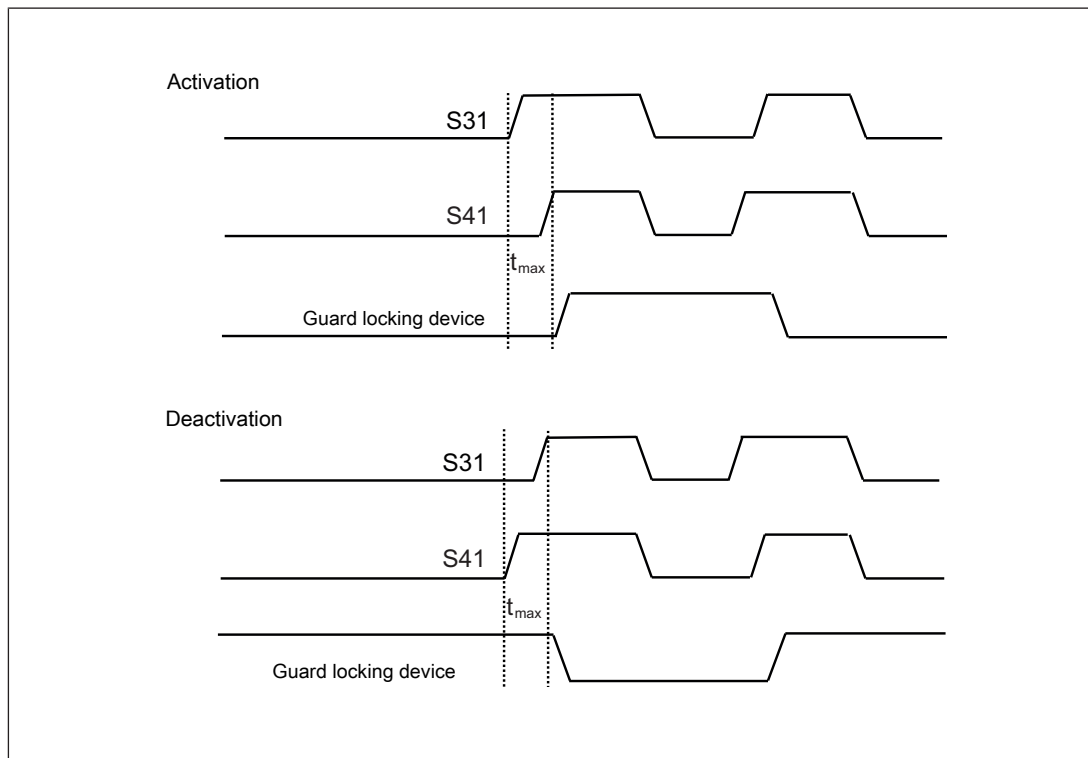 Activation
S31
S41
tmax
Guard locking device
Deactivation
S31
S41
tmax
Guard locking device